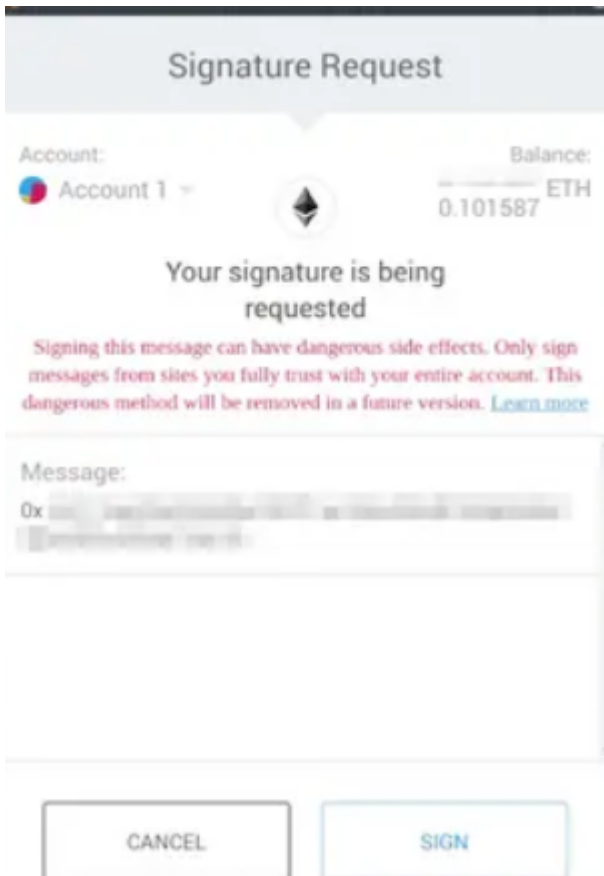 Signature Request
Account:
Balance:
Account 1
ETH
0.101587
Your signature is being
requested
Signing this message can have dangerous side effects. Only sign
messages from sites you fully trust with your entire account. This
dangerous method will be removed in a future version. Learn more
Message:
0x
CANCEL
SIGN